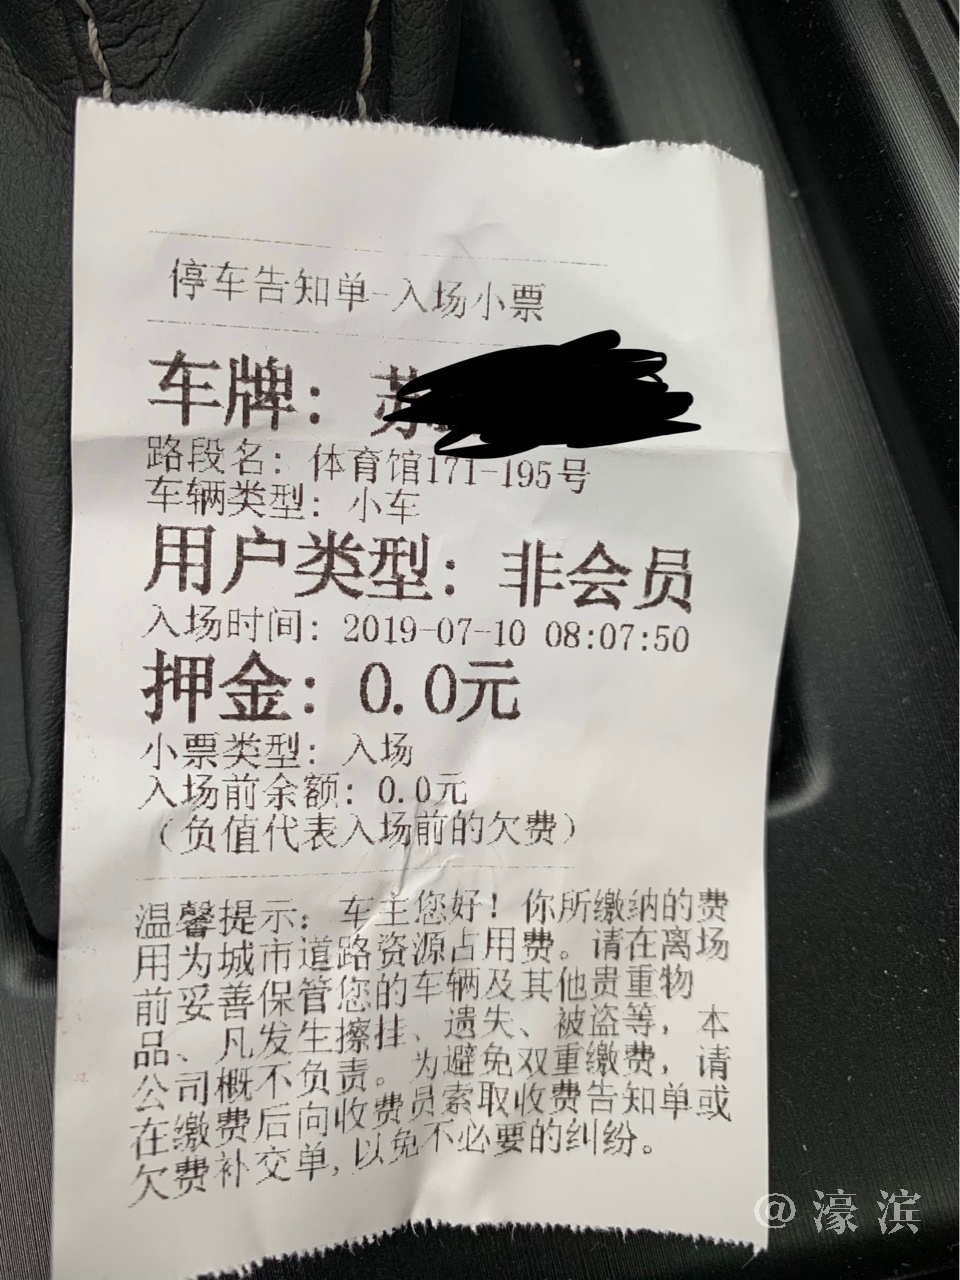 停车告知单-入场小票
车牌：苏
路段名：体育馆171-195号
车辆类型：小车
用户类型：非会员
入场时间：2019-07-10 08:07:50
押金：0.0元
小票类型：入场
入场前余额：0.0元
（负值代表入场前的欠费）
温馨提示：车主您好！你所缴纳的费
用为城市道路资源占用费。请在离场
前妥善保管您的车辆及其他贵重物
品、凡发生擦挂、遗失、被盗等，本
公司概不负责。为避免双重缴费，请
在缴费后向收费员索取收费告知单或
欠费补交单,以免不必要的纠纷。
@濠滨